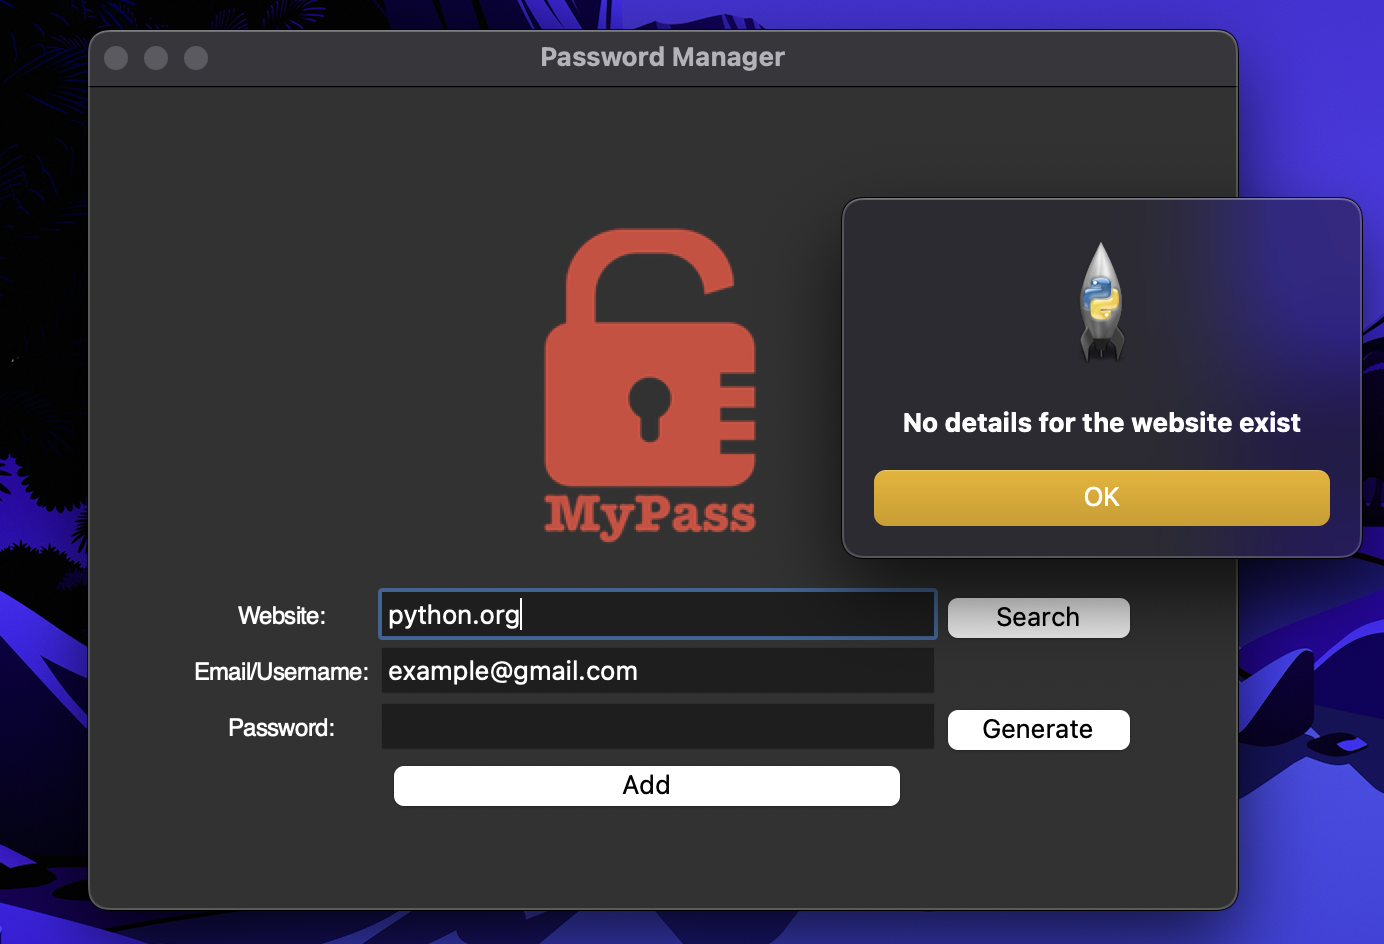 Password Manager
No details for the website exist
OK
MyPass
Website:
python.org
Search
Email/Username:
example@gmail.com
Password:
Generate
Add